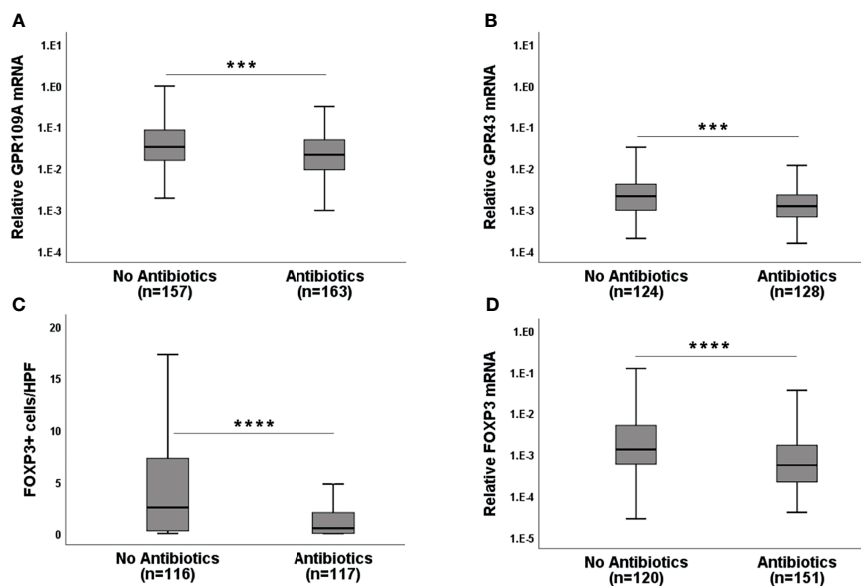 A
Relative GPR109A mRNA
1.E1
1.E0
1.E-1
1.E-2
1.E-3
1.E-4
***
No Antibiotics
(n=157)
Antibiotics
(n=163)
B
Relative GPR43 mRNA
1.E1
1.E0
1.E-1
1.E-2
1.E-3
1.E-4
***
No Antibiotics
(n=124)
Antibiotics
(n=128)
C
FOXP3+ cells/HPF
20
15
10
5
0
****
No Antibiotics
(n=116)
Antibiotics
(n=117)
D
Relative FOXP3 mRNA
1.E0
1.E-1
1.E-2
1.E-3
1.E-4
1.E-5
****
No Antibiotics
(n=120)
Antibiotics
(n=151)